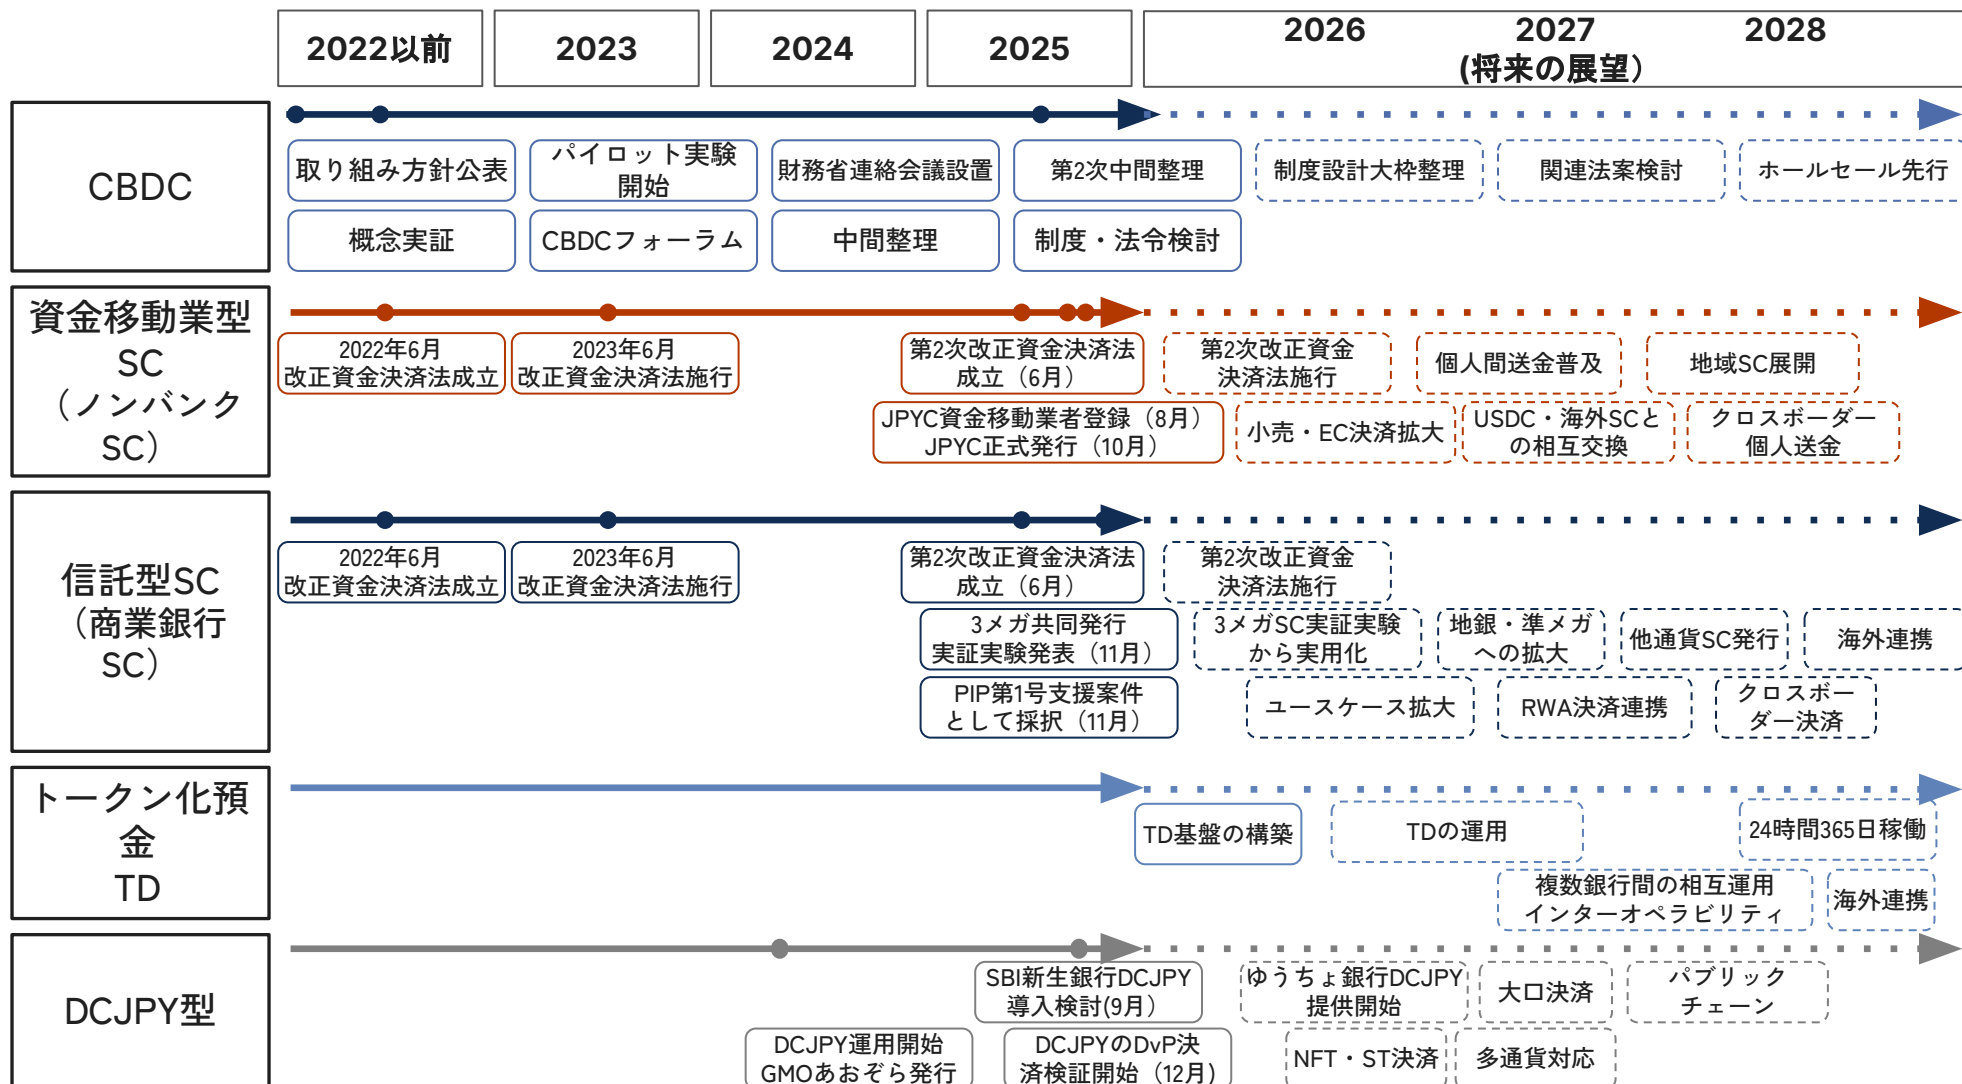 2022以前
2023
2024
2025
2026
2027
2028
(将来の展望）
CBDC
取り組み方針公表
パイロット実験
開始
財務省連絡会議設置
第2次中間整理
制度設計大枠整理
関連法案検討
ホールセール先行
概念実証
CBDCフォーラム
中間整理
制度・法令検討
資金移動業型
SC
（ノンバンク
SC）
2022年6月
改正資金決済法成立
2023年6月
改正資金決済法施行
第2次改正資金決済法
成立（6月）
第2次改正資金
決済法施行
個人間送金普及
地域SC展開
JPYC資金移動業者登録（8月）
JPYC正式発行（10月）
小売・EC決済拡大
USDC・海外SCと
の相互交換
クロスボーダー
個人送金
信託型SC
（商業銀行
SC）
2022年6月
改正資金決済法成立
2023年6月
改正資金決済法施行
第2次改正資金決済法
成立（6月）
第2次改正資金
決済法施行
3メガ共同発行
実証実験発表（11月）
3メガSC実証実験
から実用化
地銀・準メガ
への拡大
他通貨SC発行
海外連携
PIP第1号支援案件
として採択（11月）
ユースケース拡大
RWA決済連携
クロスボー
ダー決済
トークン化預
金
TD
TD基盤の構築
TDの運用
24時間365日稼働
複数銀行間の相互運用
インターオペラビリティ
海外連携
DCJPY型
SBI新生銀行DCJPY
導入検討(9月）
ゆうちょ銀行DCJPY
提供開始
大口決済
パブリック
チェーン
DCJPY運用開始
GMOあおぞら発行
DCJPYのDvP決
済検証開始（12月)
NFT・ST決済
多通貨対応